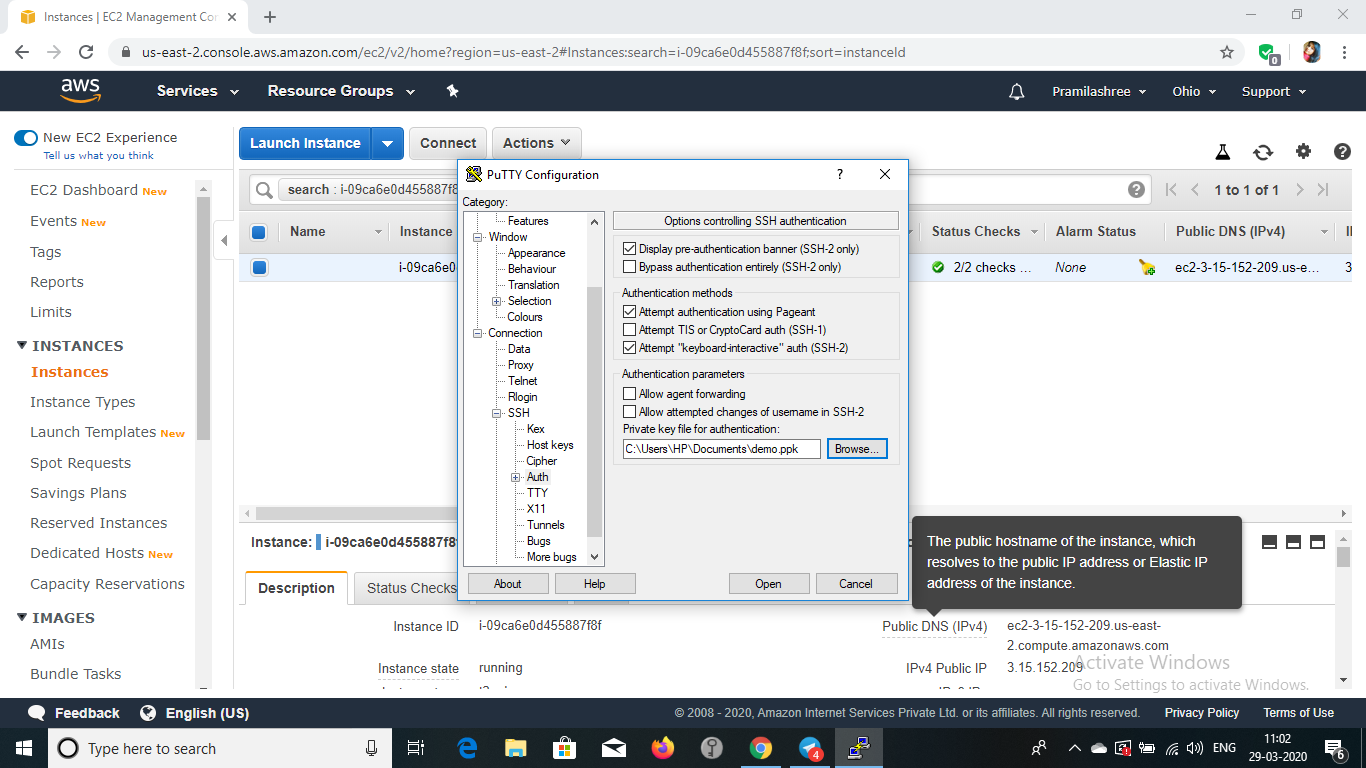 Instances | EC2 Management Con
us-east-2.console.aws.amazon.com/ec2/v2/home?region=us-east-2#Instances:search=i-09ca6e0d455887f8f;sort=instanceId
0
aws
Services
Resource Groups
Pramilashree
Ohio
Support
New EC2 Experience
Tell us what you think
EC2 Dashboard New
Events New
Tags
Reports
Limits
INSTANCES
Instances
Instance Types
Launch Templates New
Spot Requests
Savings Plans
Reserved Instances
Dedicated Hosts New
Capacity Reservations
IMAGES
AMIs
Bundle Tasks
Launch Instance
Connect
Actions
search : i-09ca6e0d455887f8
1 to 1 of 1
Name
Instance
Status Checks
Alarm Status
Public DNS (IPv4)
i-09ca6e0
2/2 checks ...
None
ec2-3-15-152-209.us-e...
3
PuTTY Configuration
?
Category:
Features
Window
Appearance
Behaviour
Translation
Selection
Colours
Connection
Data
Proxy
Telnet
Rlogin
SSH
Kex
Host keys
Cipher
Auth
TTY
X11
Tunnels
Bugs
More bugs
Options controlling SSH authentication
Display pre-authentication banner (SSH-2 only)
Bypass authentication entirely (SSH-2 only)
Authentication methods
Attempt authentication using Pageant
Attempt TIS or CryptoCard auth (SSH-1)
Attempt "keyboard-interactive" auth (SSH-2)
Authentication parameters
Allow agent forwarding
Allow attempted changes of username in SSH-2
Private key file for authentication:
C:\Users\HP\Documents\demo.ppk
Browse...
About
Help
Open
Cancel
Instance:
i-09ca6e0d455887f8f
The public hostname of the instance, which
resolves to the public IP address or Elastic IP
address of the instance.
Description
Status Checks
Instance ID
i-09ca6e0d455887f8f
Public DNS (IPv4)
ec2-3-15-152-209.us-east-
2.compute.amazonaws.com
Instance state
running
IPv4 Public IP
3.15.152.209
Activate Windows
Go to Settings to activate Windows.
Feedback
English (US)
© 2008 - 2020, Amazon Internet Services Private Ltd. or its affiliates. All rights reserved.
Privacy Policy
Terms of Use
Type here to search
4
ENG
11:02
29-03-2020
6